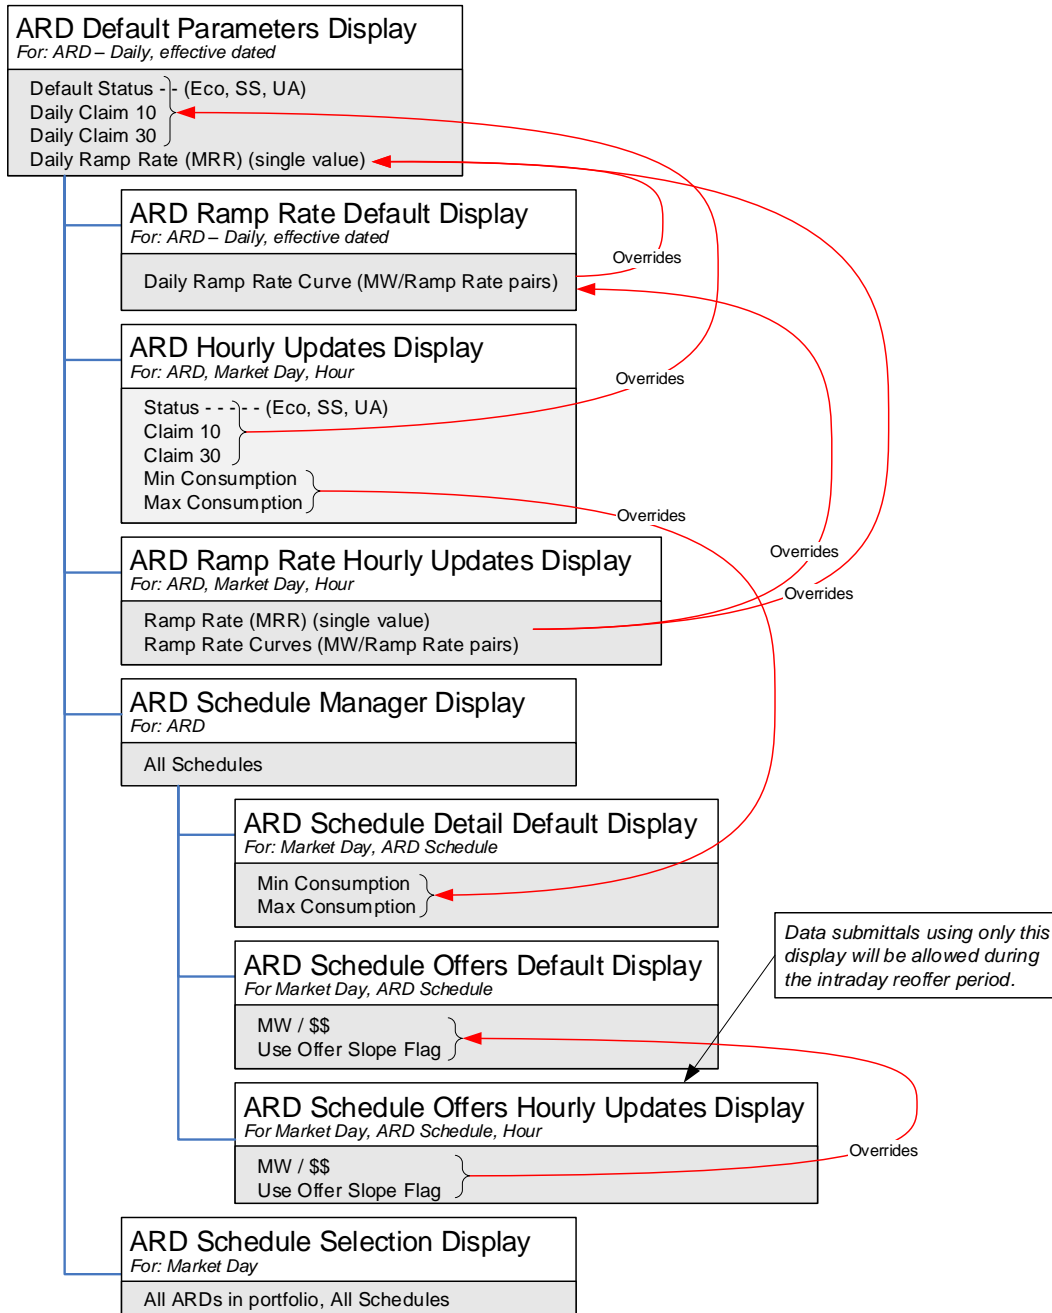 ARD Default Parameters Display
For: ARD – Daily, effective dated
Default Status - - (Eco, SS, UA)
Daily Claim 10
Daily Claim 30
Daily Ramp Rate (MRR) (single value)
ARD Ramp Rate Default Display
For: ARD – Daily, effective dated
Daily Ramp Rate Curve (MW/Ramp Rate pairs)
Overrides
ARD Hourly Updates Display
For: ARD, Market Day, Hour
Status - - - - - (Eco, SS, UA)
Claim 10
Claim 30
Min Consumption
Max Consumption
Overrides
Overrides
ARD Ramp Rate Hourly Updates Display
For: ARD, Market Day, Hour
Ramp Rate (MRR) (single value)
Ramp Rate Curves (MW/Ramp Rate pairs)
Overrides
Overrides
ARD Schedule Manager Display
For: ARD
All Schedules
ARD Schedule Detail Default Display
For: Market Day, ARD Schedule
Min Consumption
Max Consumption
Data submittals using only this
display will be allowed during
the intraday reoffer period.
ARD Schedule Offers Default Display
For Market Day, ARD Schedule
MW / $$
Use Offer Slope Flag
ARD Schedule Offers Hourly Updates Display
For Market Day, ARD Schedule, Hour
MW / $$
Use Offer Slope Flag
Overrides
ARD Schedule Selection Display
For: Market Day
All ARDs in portfolio, All Schedules